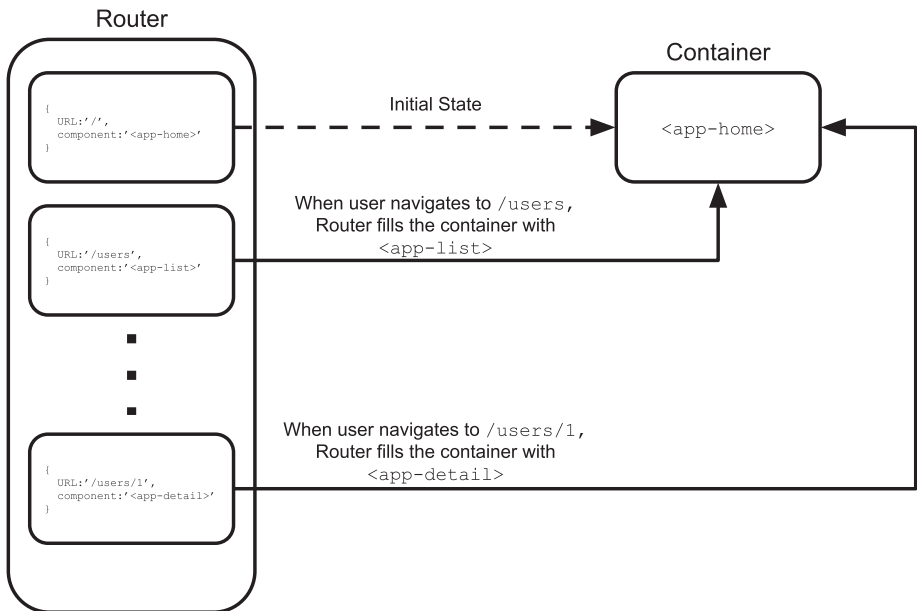 Router
{
URL:’/’,
component:’<app-home>’
}
Initial State
Container
<app-home>
{
URL:’/users’,
component:’<app-list>’
}
When user navigates to /users,
Router fills the container with
<app-list>
{
URL:’/users/1’,
component:’<app-detail>’
}
When user navigates to /users/1,
Router fills the container with
<app-detail>